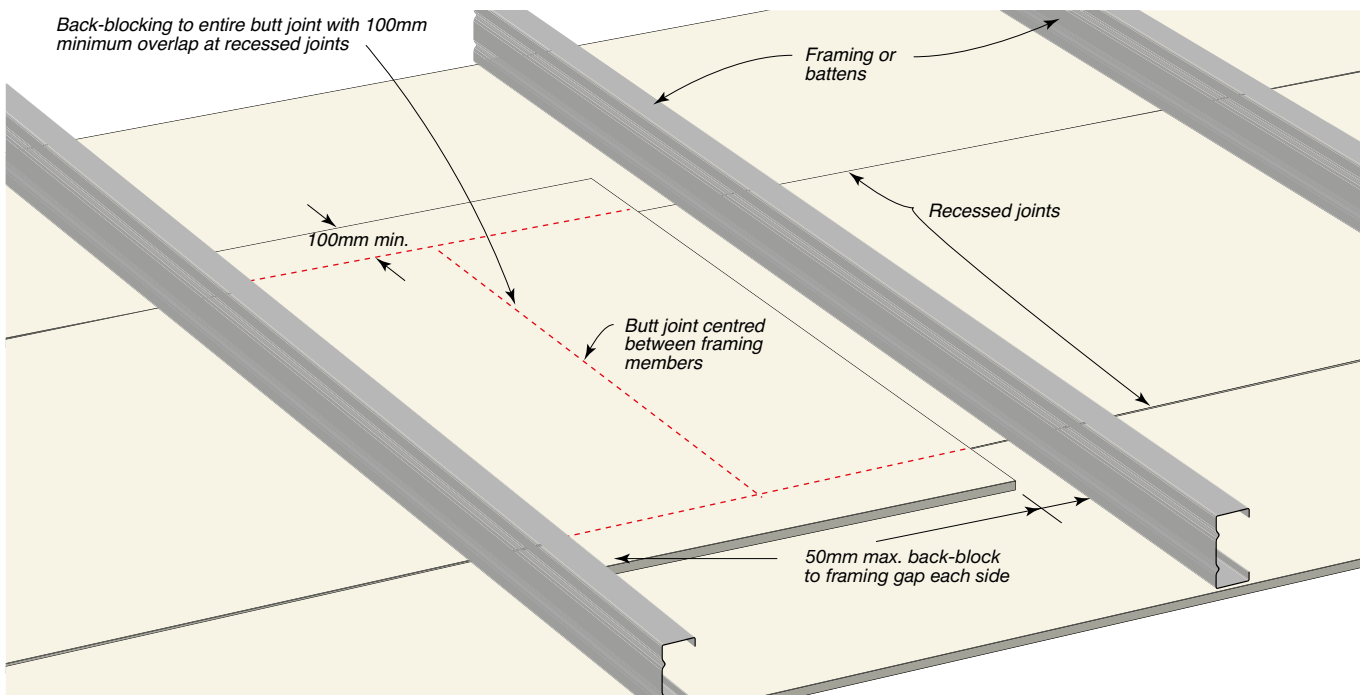 Back-blocking to entire butt joint with 100mm
minimum overlap at recessed joints
Framing or
battens
Recessed joints
100mm min.
Butt joint centred
between framing
members
50mm max. back-block
to framing gap each side